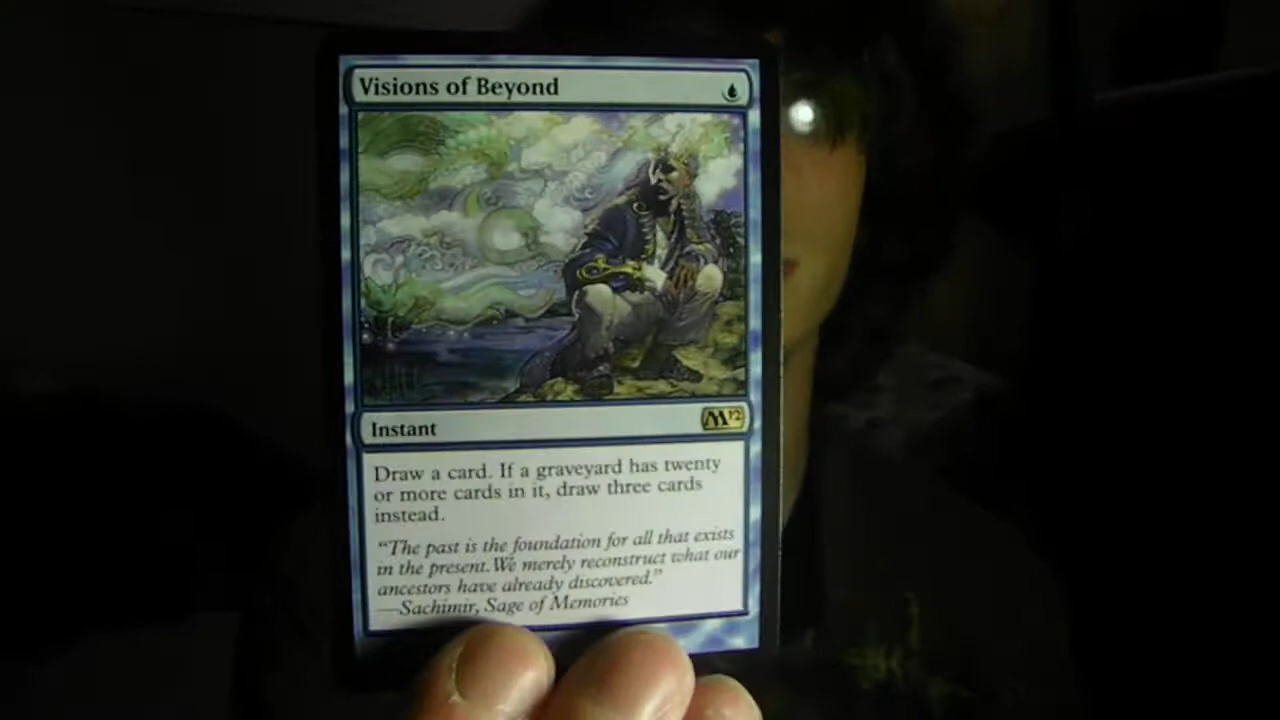 Visions of Beyond
Instant
M12
Draw a card. If a graveyard has twenty
or more cards in it, draw three cards
instead.
"The past is the foundation for all that exists
in the present. We merely reconstruct what our
ancestors have already discovered."
—Sachimir, Sage of Memories